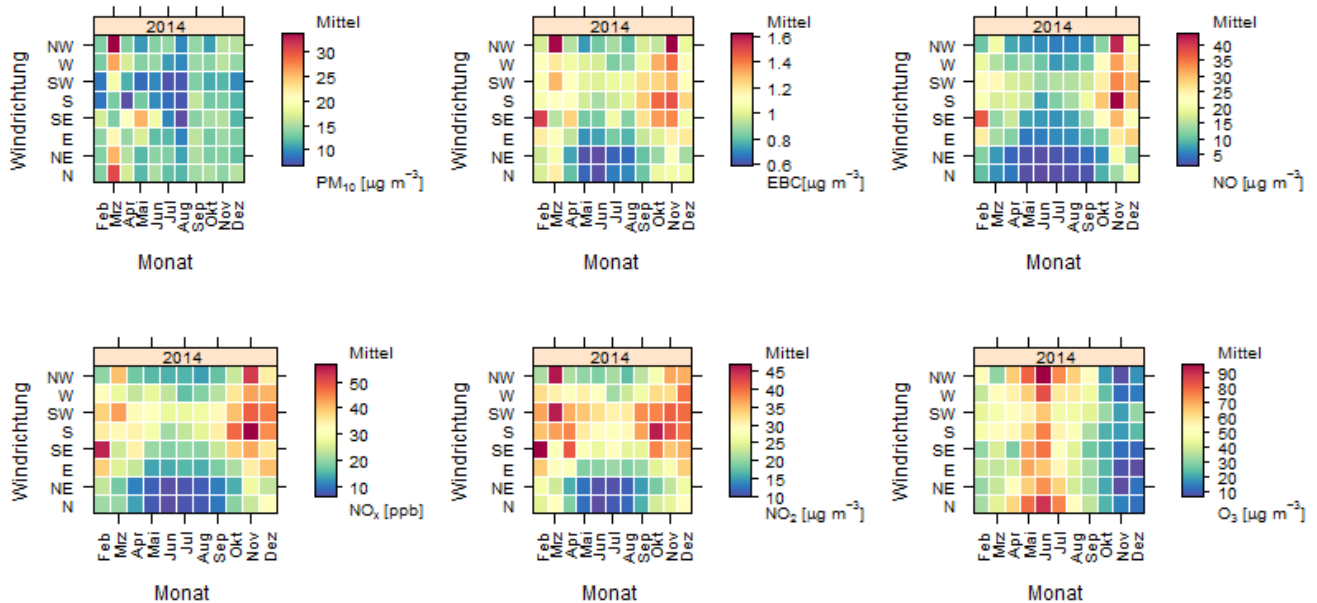 Mittel
2014
Windrichtung
NW
W
SW
S
SE
E
NE
N
30
25
20
15
10
PM₁₀ [µg m⁻³]
Feb
Mrz
Apr
Mai
Jun
Jul
Aug
Sep
Okt
Nov
Dez
Monat
Mittel
2014
Windrichtung
NW
W
SW
S
SE
E
NE
N
1.6
1.4
1.2
1
0.8
0.6
EBC[µg m⁻³]
Feb
Mrz
Apr
Mai
Jun
Jul
Aug
Sep
Okt
Nov
Dez
Monat
Mittel
2014
Windrichtung
NW
W
SW
S
SE
E
NE
N
40
35
30
25
20
15
10
5
NO [µg m⁻³]
Feb
Mrz
Apr
Mai
Jun
Jul
Aug
Sep
Okt
Nov
Dez
Monat
Mittel
2014
Windrichtung
NW
W
SW
S
SE
E
NE
N
50
40
30
20
10
NOₓ [ppb]
Feb
Mrz
Apr
Mai
Jun
Jul
Aug
Sep
Okt
Nov
Dez
Monat
Mittel
2014
Windrichtung
NW
W
SW
S
SE
E
NE
N
45
40
35
30
25
20
15
10
NO₂ [µg m⁻³]
Feb
Mrz
Apr
Mai
Jun
Jul
Aug
Sep
Okt
Nov
Dez
Monat
Mittel
2014
Windrichtung
NW
W
SW
S
SE
E
NE
N
90
80
70
60
50
40
30
20
10
O₃ [µg m⁻³]
Feb
Mrz
Apr
Mai
Jun
Jul
Aug
Sep
Okt
Nov
Dez
Monat